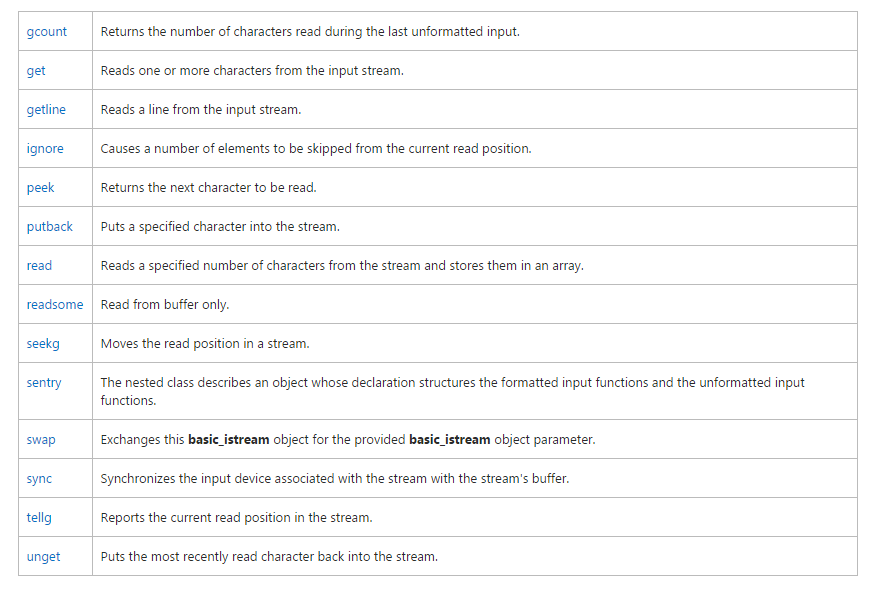 gcount Returns the number of characters read during the last unformatted input.
get Reads one or more characters from the input stream.
getline Reads a line from the input stream.
ignore Causes a number of elements to be skipped from the current read position.
peek Returns the next character to be read.
putback Puts a specified character into the stream.
read Reads a specified number of characters from the stream and stores them in an array.
readsome Read from buffer only.
seekg Moves the read position in a stream.
sentry The nested class describes an object whose declaration structures the formatted input functions and the unformatted input
functions.
swap Exchanges this basic_istream object for the provided basic_istream object parameter.
sync Synchronizes the input device associated with the stream with the stream's buffer.
tellg Reports the current read position in the stream.
unget Puts the most recently read character back into the stream.